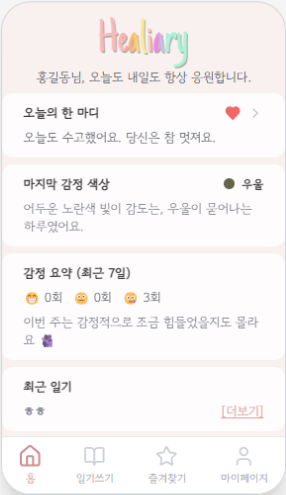 Healiary
홍길동님, 오늘도 내일도 항상 응원합니다.
오늘의 한 마디
오늘도 수고했어요. 당신은 참 멋져요.
마지막 감정 색상
우울
어두운 노란색 빛이 감도는, 우울이 묻어나는
하루였어요.
감정 요약 (최근 7일)
0회 0회 3회
이번 주는 감정적으로 조금 힘들었을지도 몰라
요
최근 일기
ㅎㅎ
[더보기]
홈 일기쓰기 즐겨찾기 마이페이지